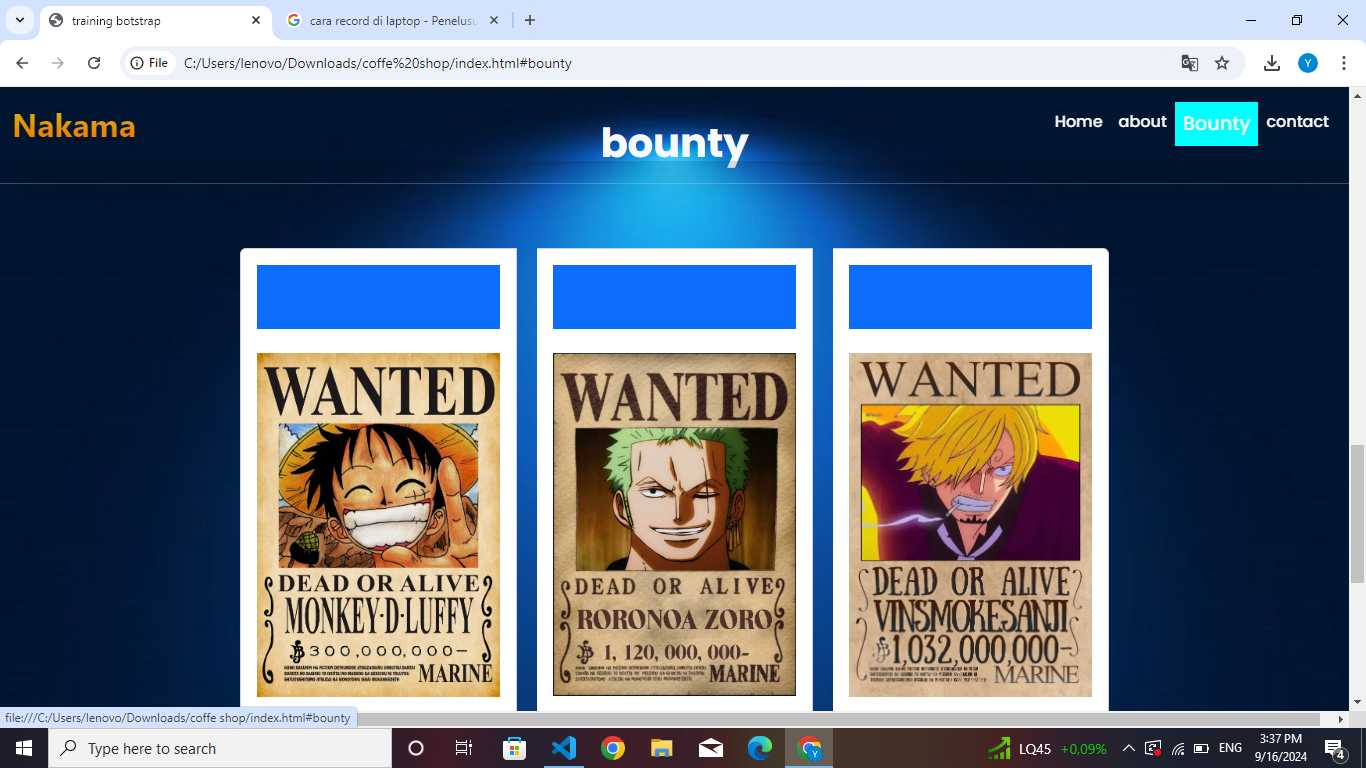 training botstrap
cara record di laptop - Penelusu
File
C:/Users/lenovo/Downloads/coffe%20shop/index.html#bounty
Y
Nakama
bounty
Home about Bounty contact
WANTED
DEAD OR ALIVE
MONKEY·D·LUFFY
300,000,000-
MARINE
WANTED
DEAD OR ALIVE
RORONOA ZORO
1, 120, 000, 000-
MARINE
WANTED
DEAD OR ALIVE
VINSMOKESANJI
1,032,000,000-
MARINE
file:///C:/Users/lenovo/Downloads/coffe shop/index.html#bounty
Type here to search
LQ45 +0,09%
ENG
3:37 PM
9/16/2024
4